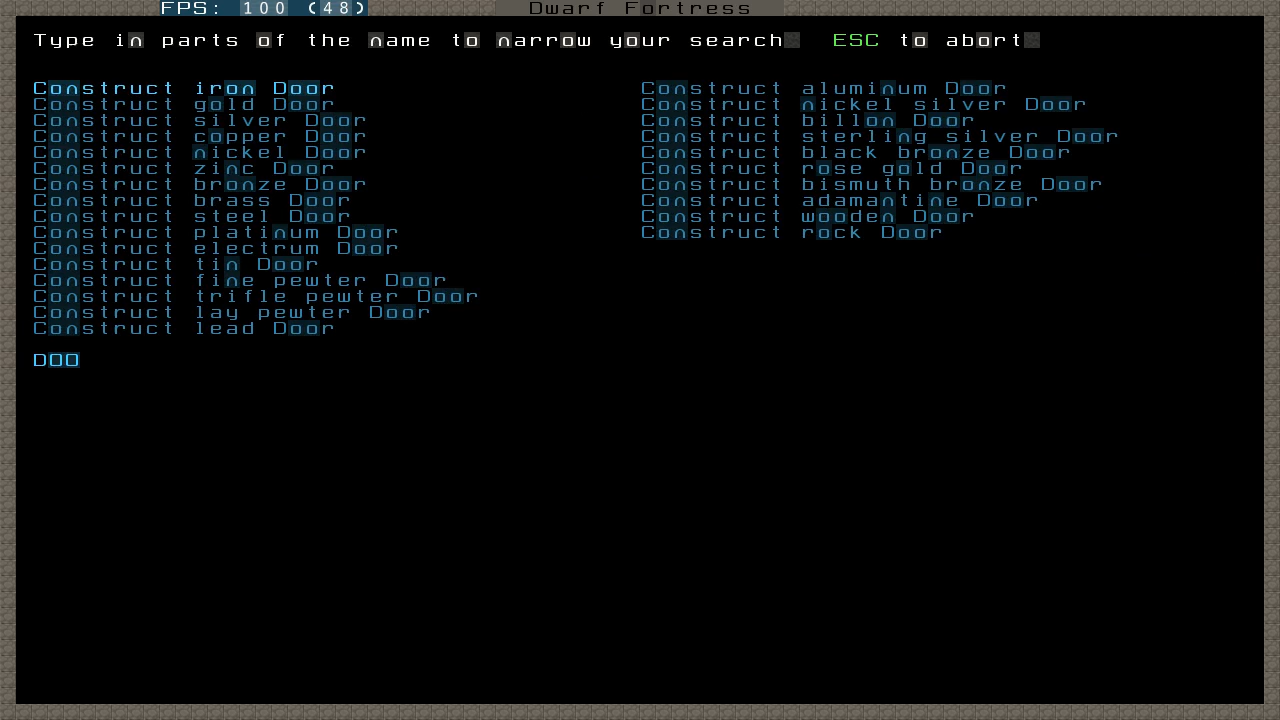 FPS: 100 (48) Dwarf Fortress
Type in parts of the name to narrow your search. ESC to abort.
Construct iron Door
Construct gold Door
Construct silver Door
Construct copper Door
Construct nickel Door
Construct zinc Door
Construct bronze Door
Construct brass Door
Construct steel Door
Construct platinum Door
Construct electrum Door
Construct tin Door
Construct fine pewter Door
Construct trifle pewter Door
Construct lay pewter Door
Construct lead Door
Construct aluminum Door
Construct nickel silver Door
Construct billon Door
Construct sterling silver Door
Construct black bronze Door
Construct rose gold Door
Construct bismuth bronze Door
Construct adamantine Door
Construct wooden Door
Construct rock Door
DOO